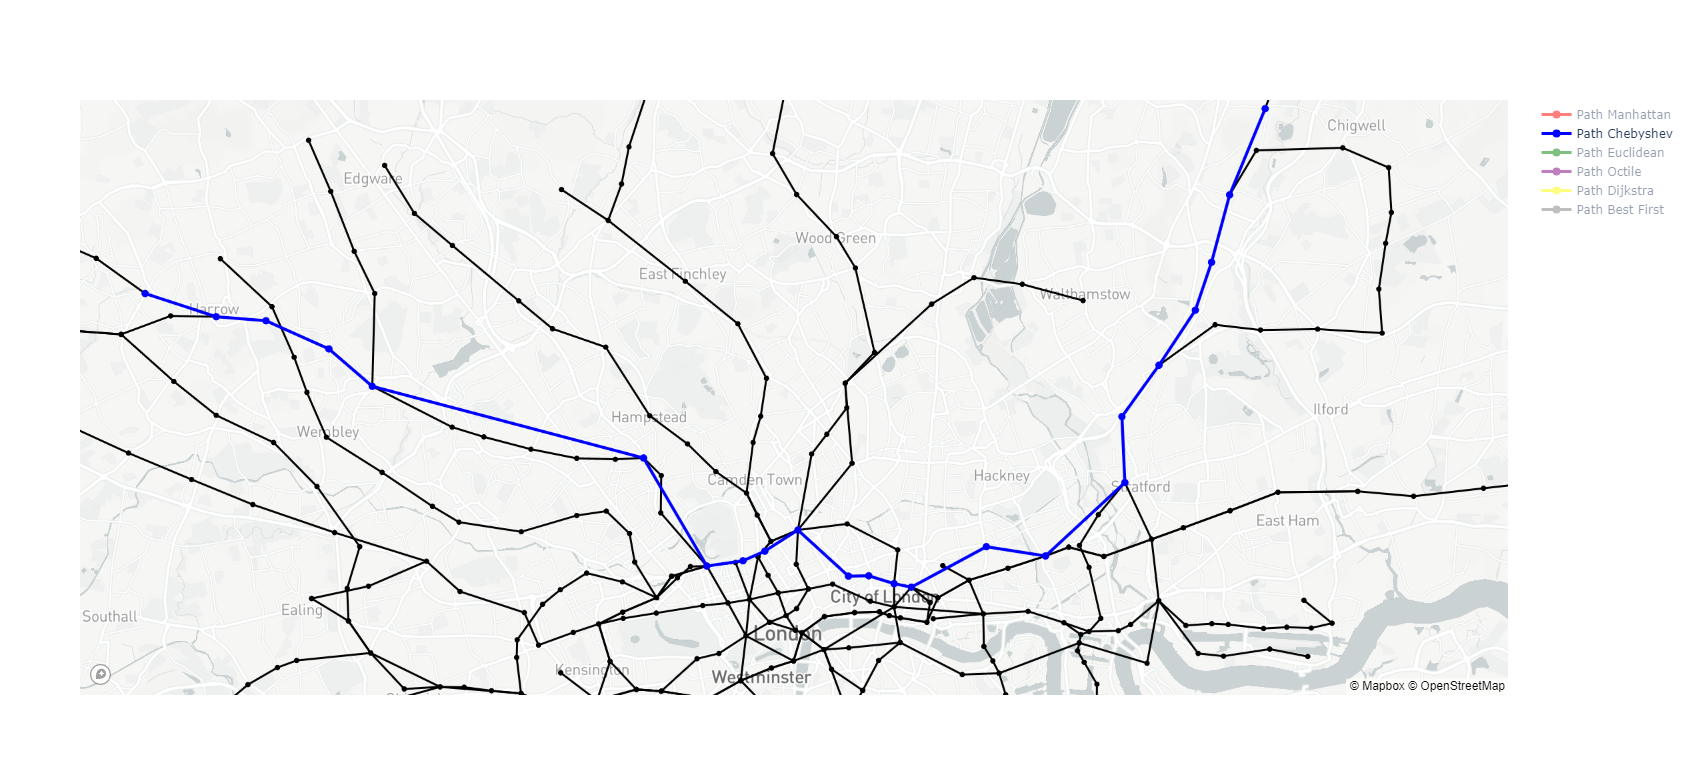 Chigwell
Edgware
Wood Green
East Finchley
Walthamstow
Harrow
Hampstead
Ilford
Wembley
Hackney
Camden Town
Stratford
East Ham
City of London
Ealing
Southall
London
Kensington
Westminster
© Mapbox © OpenStreetMap
Path Manhattan
Path Chebyshev
Path Euclidean
Path Octile
Path Dijkstra
Path Best First